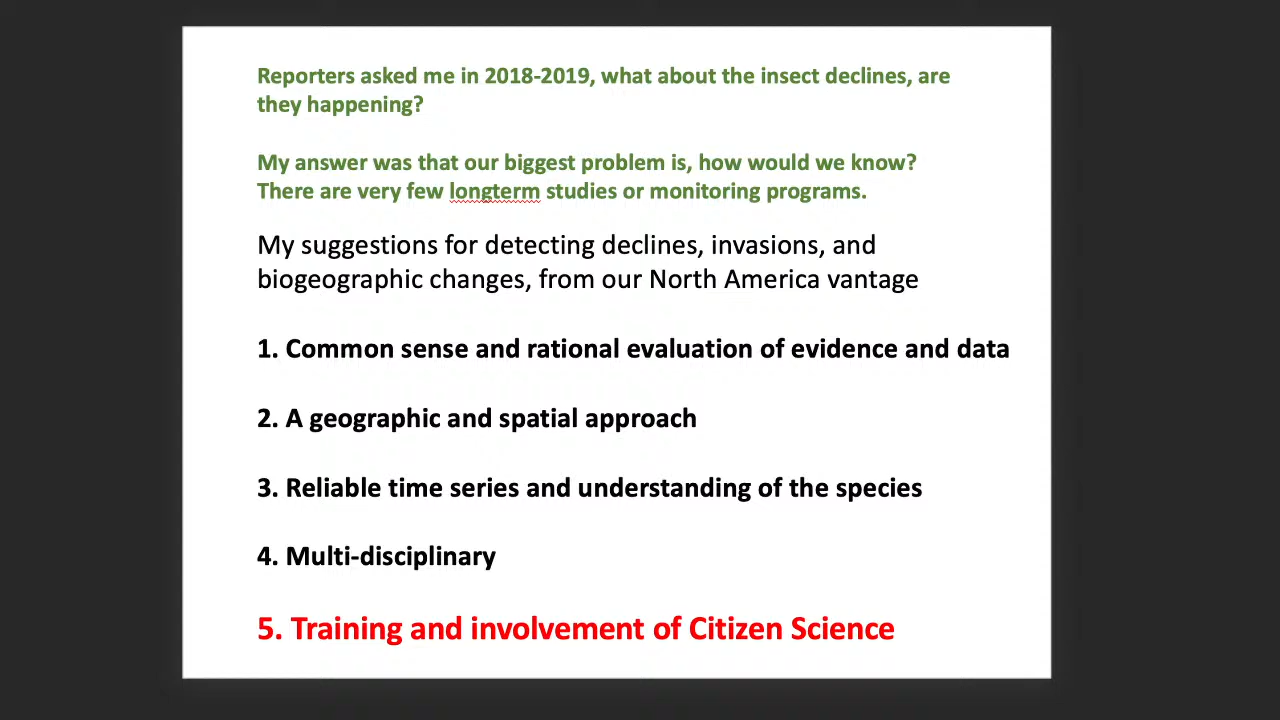 Reporters asked me in 2018-2019, what about the insect declines, are
they happening?
My answer was that our biggest problem is, how would we know?
There are very few longterm studies or monitoring programs.
My suggestions for detecting declines, invasions, and
biogeographic changes, from our North America vantage
1. Common sense and rational evaluation of evidence and data
2. A geographic and spatial approach
3. Reliable time series and understanding of the species
4. Multi-disciplinary
5. Training and involvement of Citizen Science